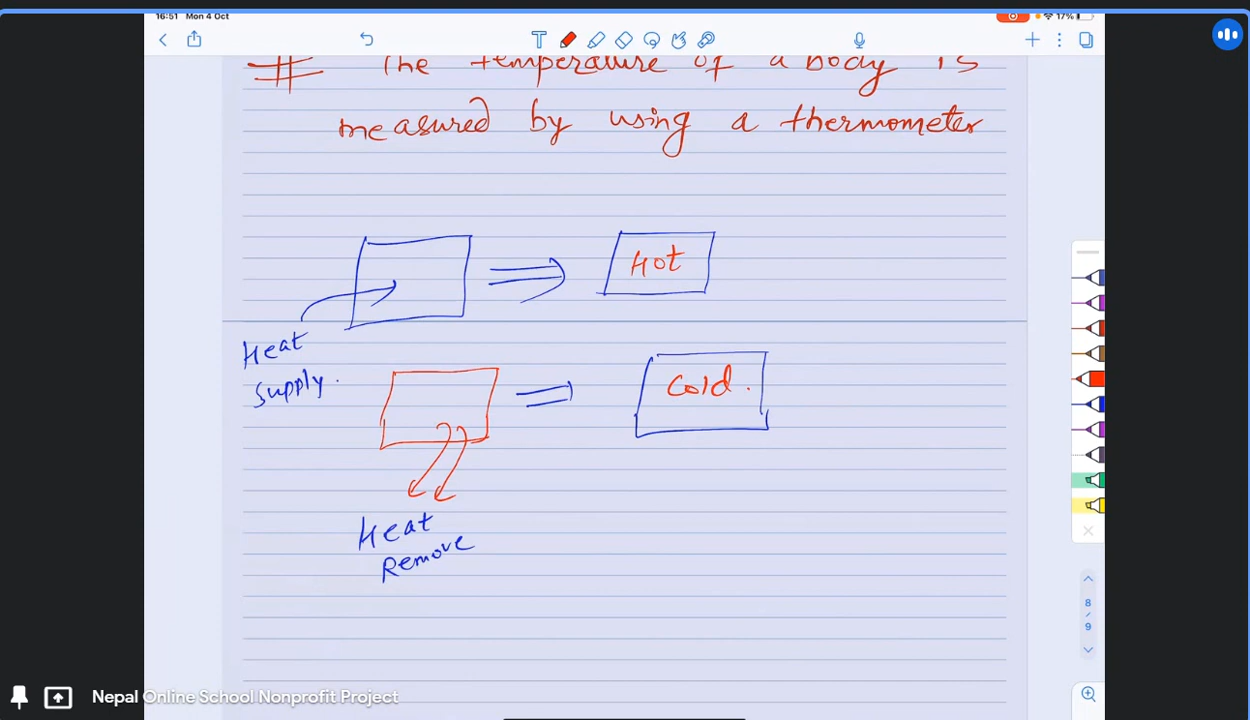 16:51 Mon 4 Oct
17%
# The temperature of a body is
measured by using a thermometer
Hot
Heat
Supply.
Cold.
Heat
Remove
8
/
9
Nepal Online School Nonprofit Project